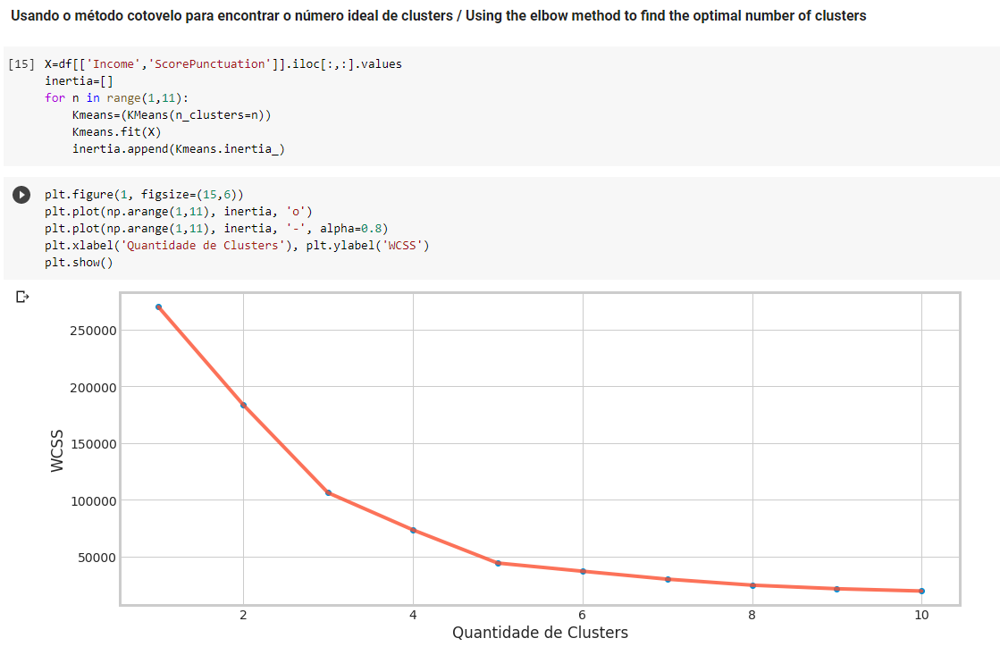 Usando o método cotovelo para encontrar o número ideal de clusters / Using the elbow method to find the optimal number of clusters
[15] X=df[['Income','ScorePunctuation']].iloc[:,:].values
inertia=[]
for n in range(1,11):
    Kmeans=(KMeans(n_clusters=n))
    Kmeans.fit(X)
    inertia.append(Kmeans.inertia_)
plt.figure(1, figsize=(15,6))
plt.plot(np.arange(1,11), inertia, 'o')
plt.plot(np.arange(1,11), inertia, '-', alpha=0.8)
plt.xlabel('Quantidade de Clusters'), plt.ylabel('WCSS')
plt.show()
250000
200000
150000
100000
50000
WCSS
2 4 6 8 10
Quantidade de Clusters